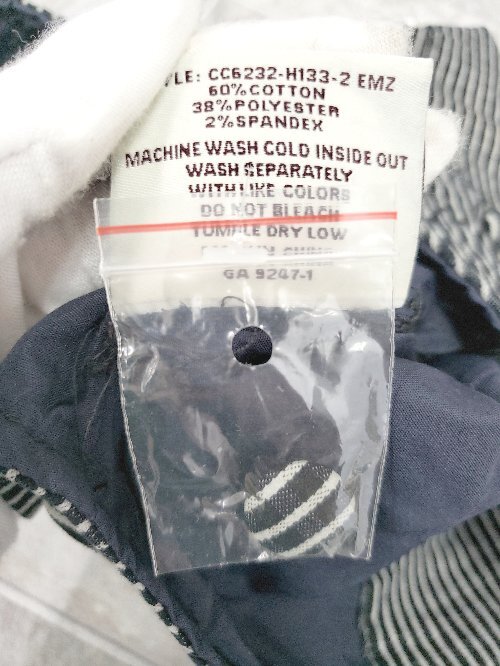 YLE: CC6232-H133-2 EMZ
60%COTTON
38%POLYESTER
2%SPANDEX
MACHINE WASH COLD INSIDE OUT
WASH SEPARATELY
WITH LIKE COLORS
DO NOT BLEACH
TUMBLE DRY LOW
CHINA
GA 9247-1